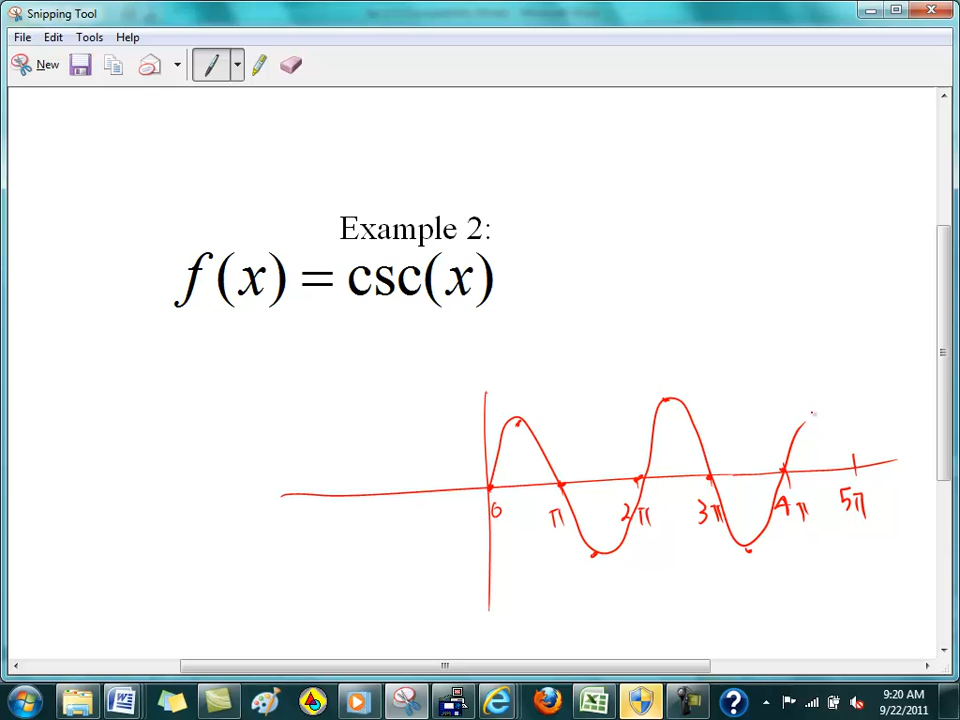 Snipping Tool
File Edit Tools Help
New
Example 2:
f(x) = csc(x)
0 π 2π 3π 4π 5π
9:20 AM
9/22/2011